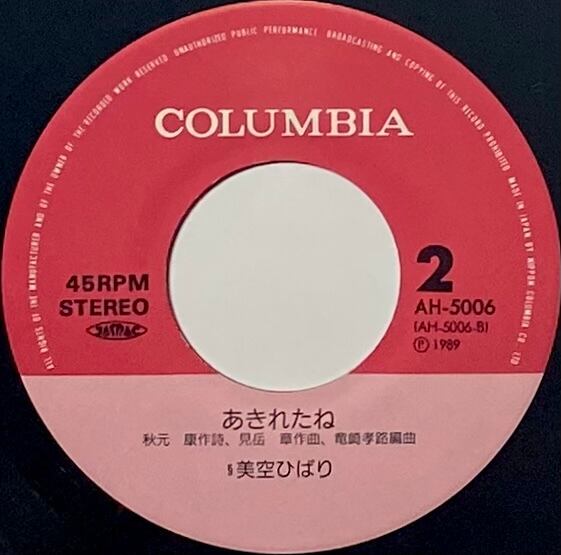 ALL RIGHTS OF THE MANUFACTURER AND OF THE OWNER OF THE RECORDED WORK RESERVED UNAUTHORIZED PUBLIC PERFORMANCE BROADCASTING AND COPYING OF THIS RECORD PROHIBITED MADE IN JAPAN BY NIPPON COLUMBIA CO. LTD
COLUMBIA
45RPM
STEREO
JASRAC
2
AH-5006
(AH-5006-B)
Ⓟ 1989
あきれたね
秋元 康作詩、見岳 章作曲、竜崎孝路編曲
§美空ひばり